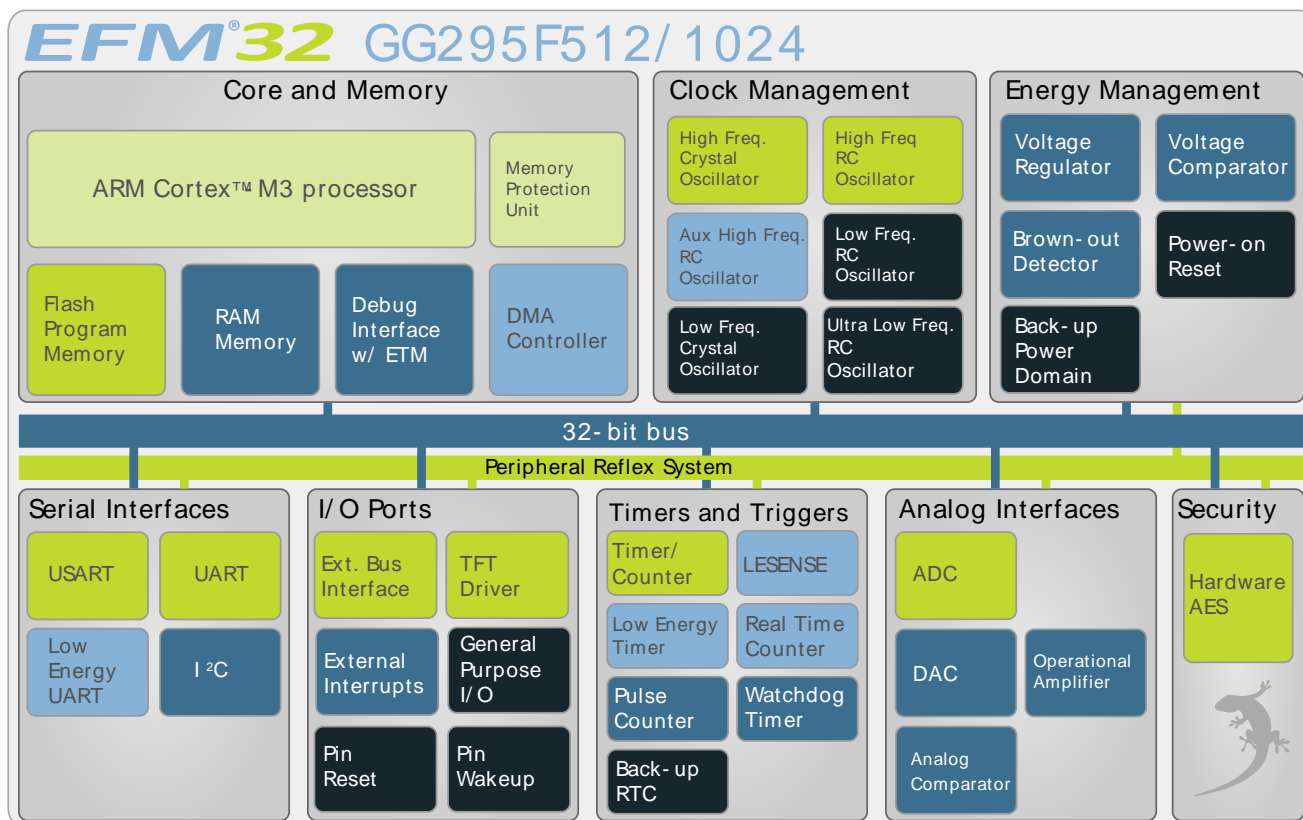 EFM®32 GG295F512/1024
Core and Memory
ARM Cortex™ M3 processor
Memory
Protection
Unit
Flash
Program
Memory
RAM
Memory
Debug
Interface
w/ ETM
DMA
Controller
Clock Management
High Freq.
Crystal
Oscillator
High Freq
RC
Oscillator
Aux High Freq.
RC
Oscillator
Low Freq.
RC
Oscillator
Low Freq.
Crystal
Oscillator
Ultra Low Freq.
RC
Oscillator
Energy Management
Voltage
Regulator
Voltage
Comparator
Brown-out
Detector
Power-on
Reset
Back-up
Power
Domain
32-bit bus
Peripheral Reflex System
Serial Interfaces
USART
UART
Low
Energy
UART
I²C
I/O Ports
Ext. Bus
Interface
TFT
Driver
External
Interrupts
General
Purpose
I/O
Pin
Reset
Pin
Wakeup
Timers and Triggers
Timer/
Counter
LESENSE
Low Energy
Timer
Real Time
Counter
Pulse
Counter
Watchdog
Timer
Back-up
RTC
Analog Interfaces
ADC
DAC
Operational
Amplifier
Analog
Comparator
Security
Hardware
AES